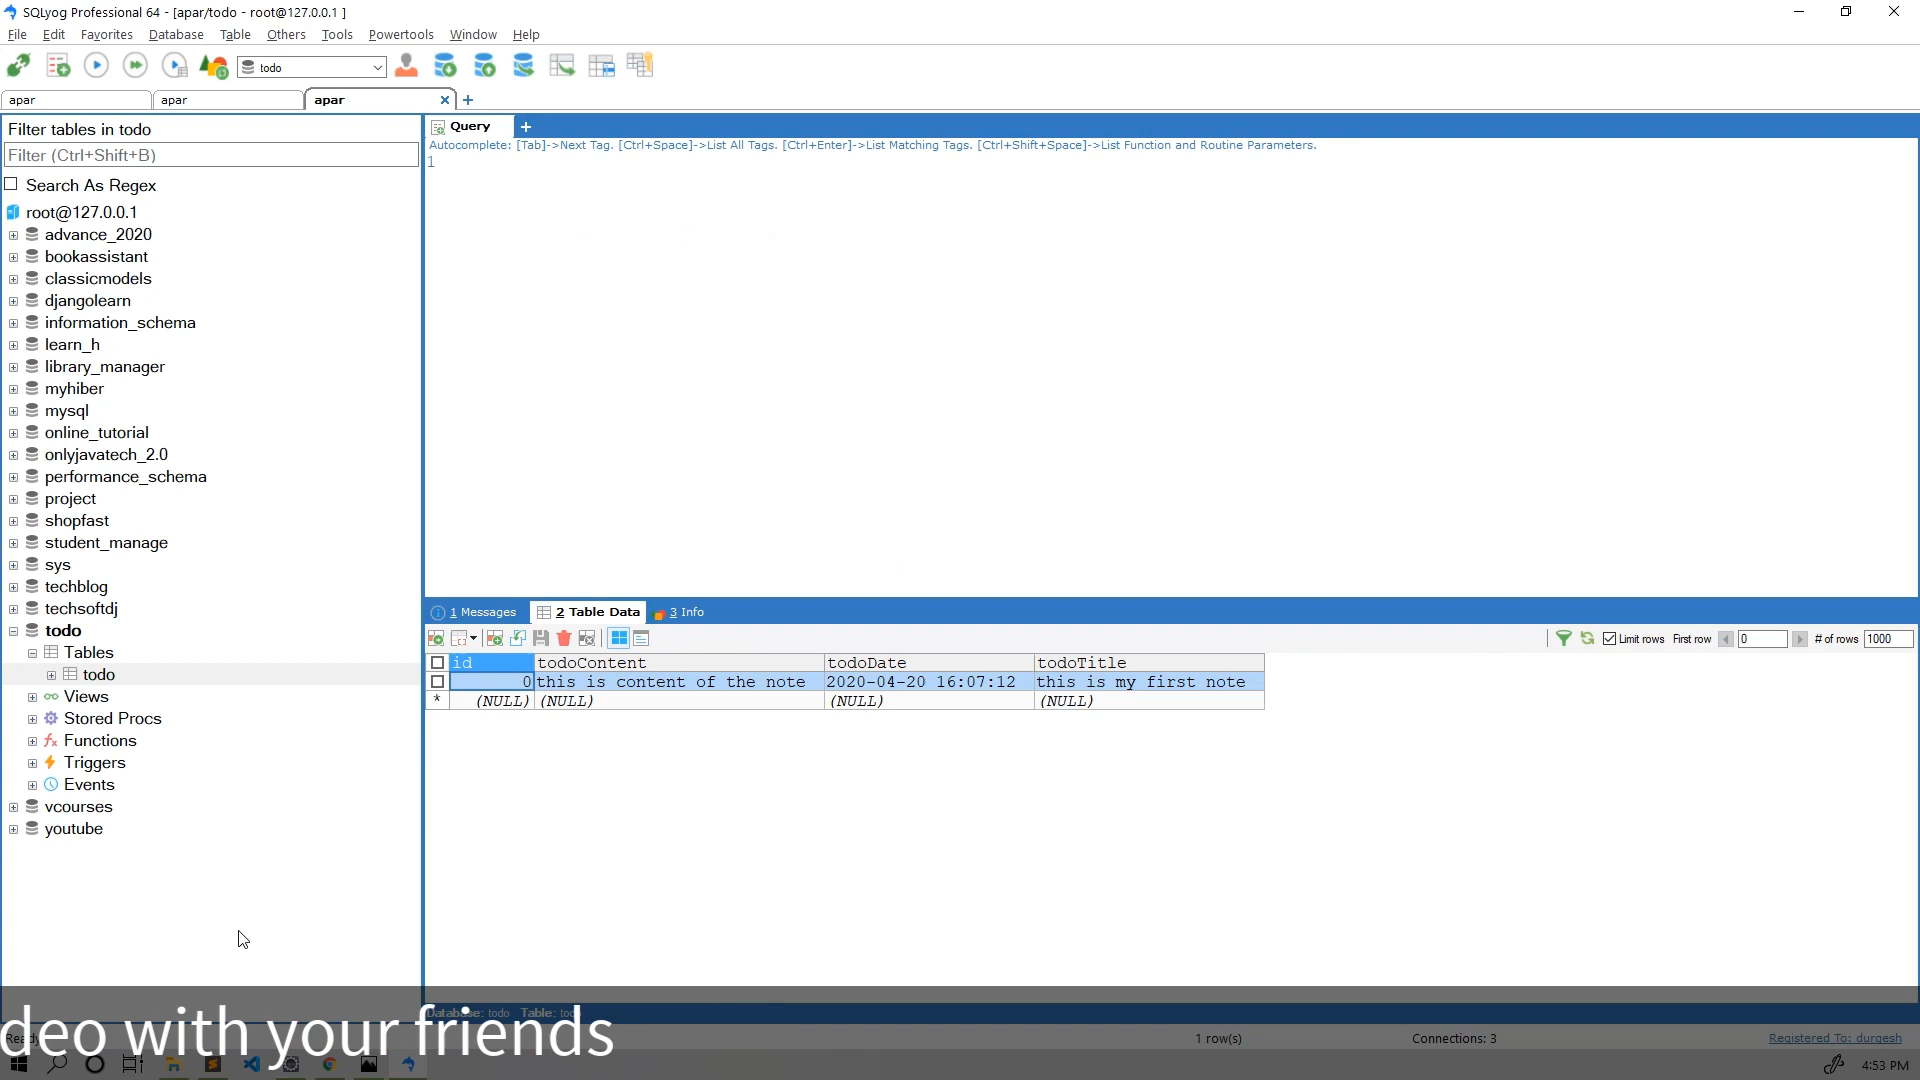 SQLyog Professional 64 - [apar/todo - root@127.0.0.1 ]
File Edit Favorites Database Table Others Tools Powertools Window Help
todo
apar apar apar
Filter tables in todo
Filter (Ctrl+Shift+B)
Search As Regex
root@127.0.0.1
advance_2020
bookassistant
classicmodels
djangolearn
information_schema
learn_h
library_manager
myhiber
mysql
online_tutorial
onlyjavatech_2.0
performance_schema
project
shopfast
student_manage
sys
techblog
techsoftdj
todo
Tables
todo
Views
Stored Procs
Functions
Triggers
Events
vcourses
youtube
Query
Autocomplete: [Tab]->Next Tag. [Ctrl+Space]->List All Tags. [Ctrl+Enter]->List Matching Tags. [Ctrl+Shift+Space]->List Function and Routine Parameters.
1
1 Messages 2 Table Data 3 Info
Limit rows First row 0 # of rows 1000
id todoContent todoDate todoTitle
0 this is content of the note 2020-04-20 16:07:12 this is my first note
* (NULL) (NULL) (NULL) (NULL)
Database: todo Table: todo
deo with your friends
Ready 1 row(s) Connections: 3 Registered To: durgesh
4:53 PM